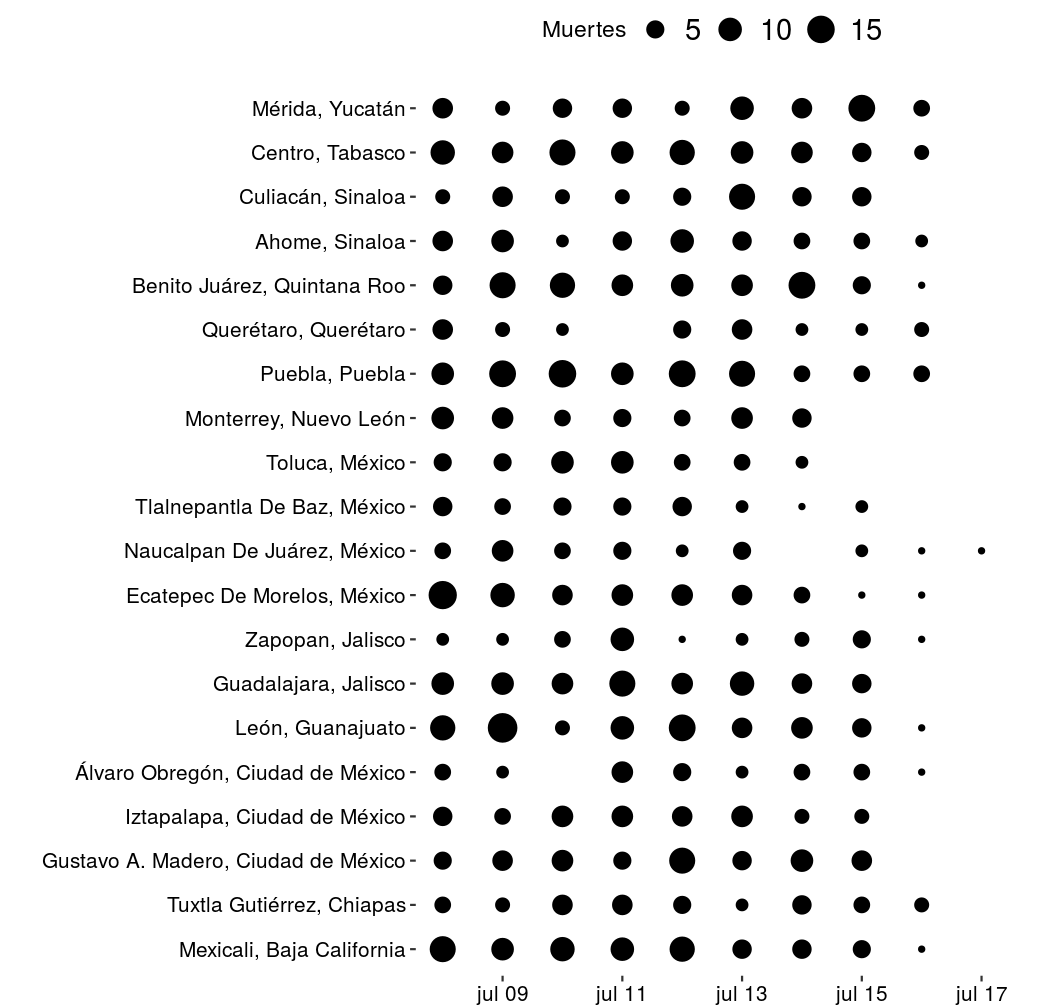 Muertes 5 10 15
Mérida, Yucatán
Centro, Tabasco
Culiacán, Sinaloa
Ahome, Sinaloa
Benito Juárez, Quintana Roo
Querétaro, Querétaro
Puebla, Puebla
Monterrey, Nuevo León
Toluca, México
Tlalnepantla De Baz, México
Naucalpan De Juárez, México
Ecatepec De Morelos, México
Zapopan, Jalisco
Guadalajara, Jalisco
León, Guanajuato
Álvaro Obregón, Ciudad de México
Iztapalapa, Ciudad de México
Gustavo A. Madero, Ciudad de México
Tuxtla Gutiérrez, Chiapas
Mexicali, Baja California
jul 09 jul 11 jul 13 jul 15 jul 17